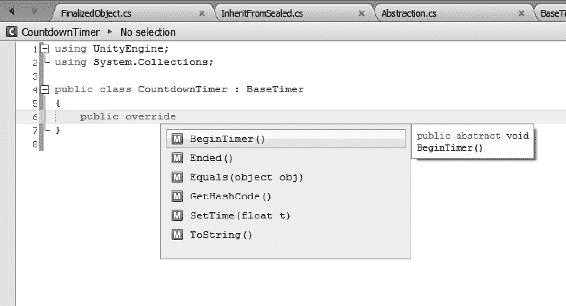 FinalizedObject.cs × InheritFromSealed.cs × Abstraction.cs × BaseTi
C CountdownTimer ▸ No selection
1 using UnityEngine;
2 using System.Collections;
3
4 public class CountdownTimer : BaseTimer
5 {
6 public override
7 }
8
M BeginTimer()
M Ended()
M Equals(object obj)
M GetHashCode()
M SetTime(float t)
M ToString()
public abstract void
BeginTimer()